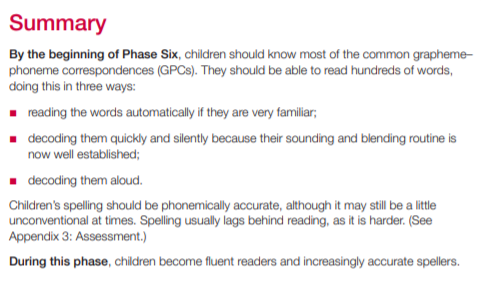 Summary
By the beginning of Phase Six, children should know most of the common grapheme–
phoneme correspondences (GPCs). They should be able to read hundreds of words,
doing this in three ways:
■ reading the words automatically if they are very familiar;
■ decoding them quickly and silently because their sounding and blending routine is
now well established;
■ decoding them aloud.
Children's spelling should be phonemically accurate, although it may still be a little
unconventional at times. Spelling usually lags behind reading, as it is harder. (See
Appendix 3: Assessment.)
During this phase, children become fluent readers and increasingly accurate spellers.